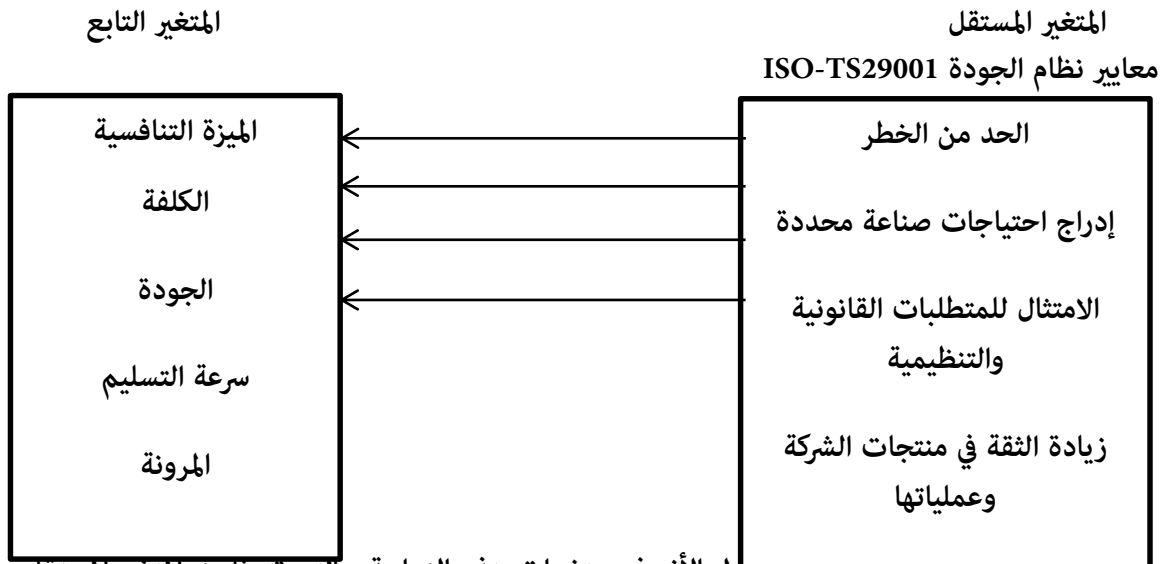 المتغير المستقل
المتغير التابع
معايير نظام الجودة ISO-TS29001
الحد من الخطر
إدراج احتياجات صناعة محددة
الامتثال للمتطلبات القانونية
والتنظيمية
زيادة الثقة في منتجات الشركة
وعملياتها
الميزة التنافسية
الكلفة
الجودة
سرعة التسليم
المرونة